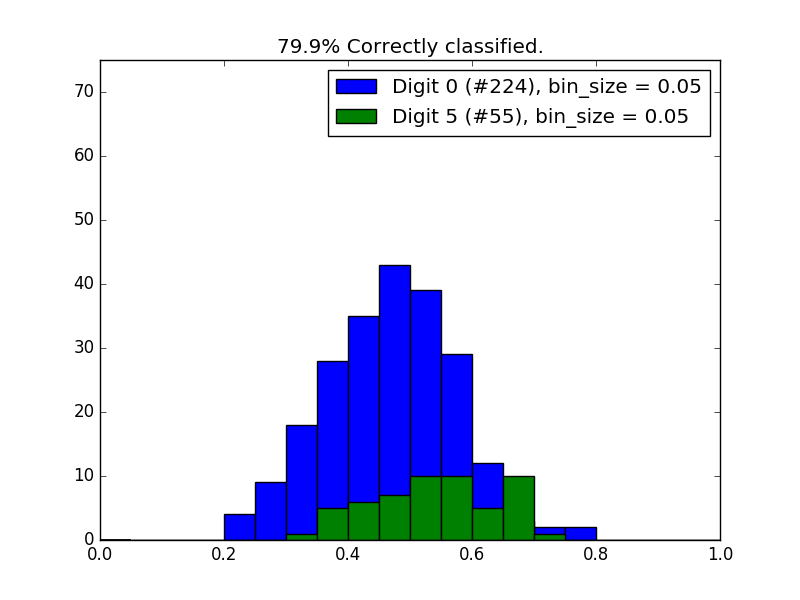 79.9% Correctly classified.
Digit 0 (#224), bin_size = 0.05
Digit 5 (#55), bin_size = 0.05
70
60
50
40
30
20
10
0
0.0 0.2 0.4 0.6 0.8 1.0